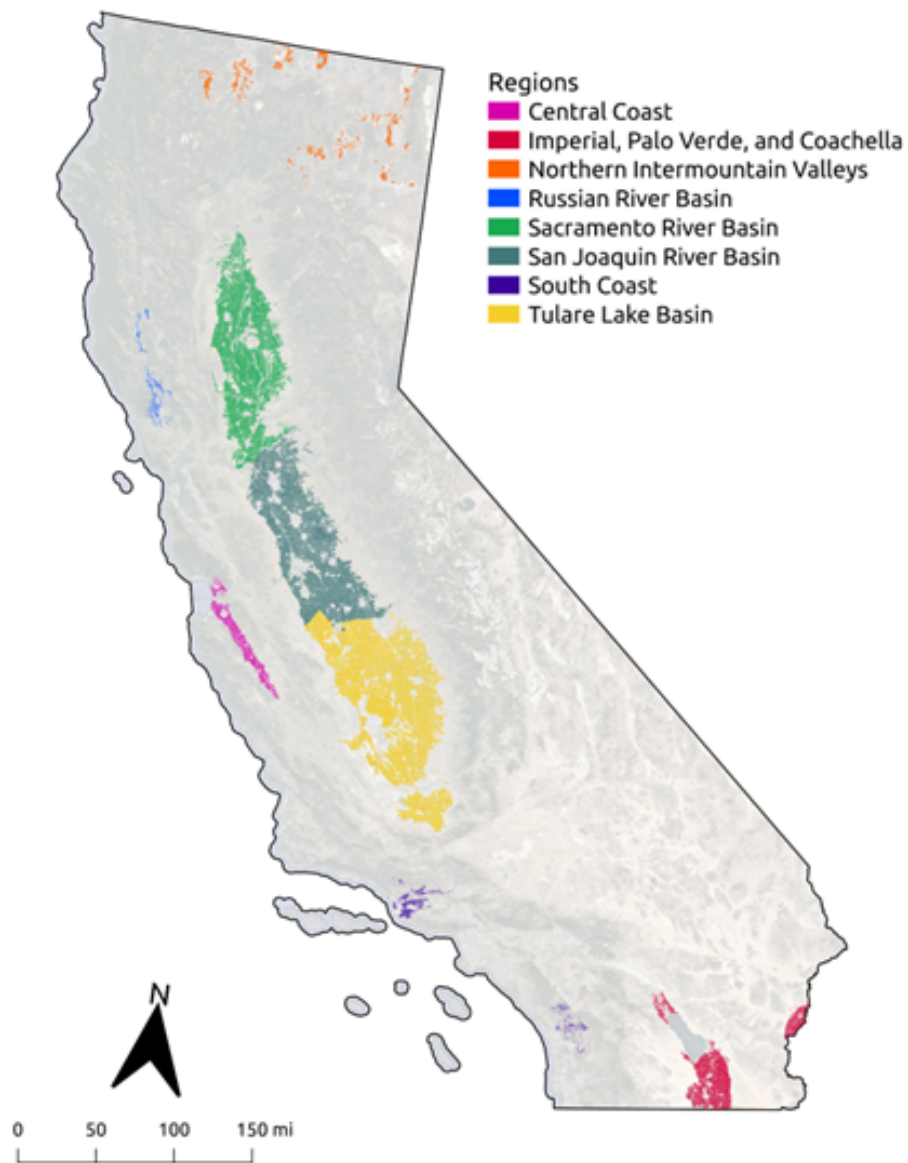 Regions
Central Coast
Imperial, Palo Verde, and Coachella
Northern Intermountain Valleys
Russian River Basin
Sacramento River Basin
San Joaquin River Basin
South Coast
Tulare Lake Basin
N
0 50 100 150 mi